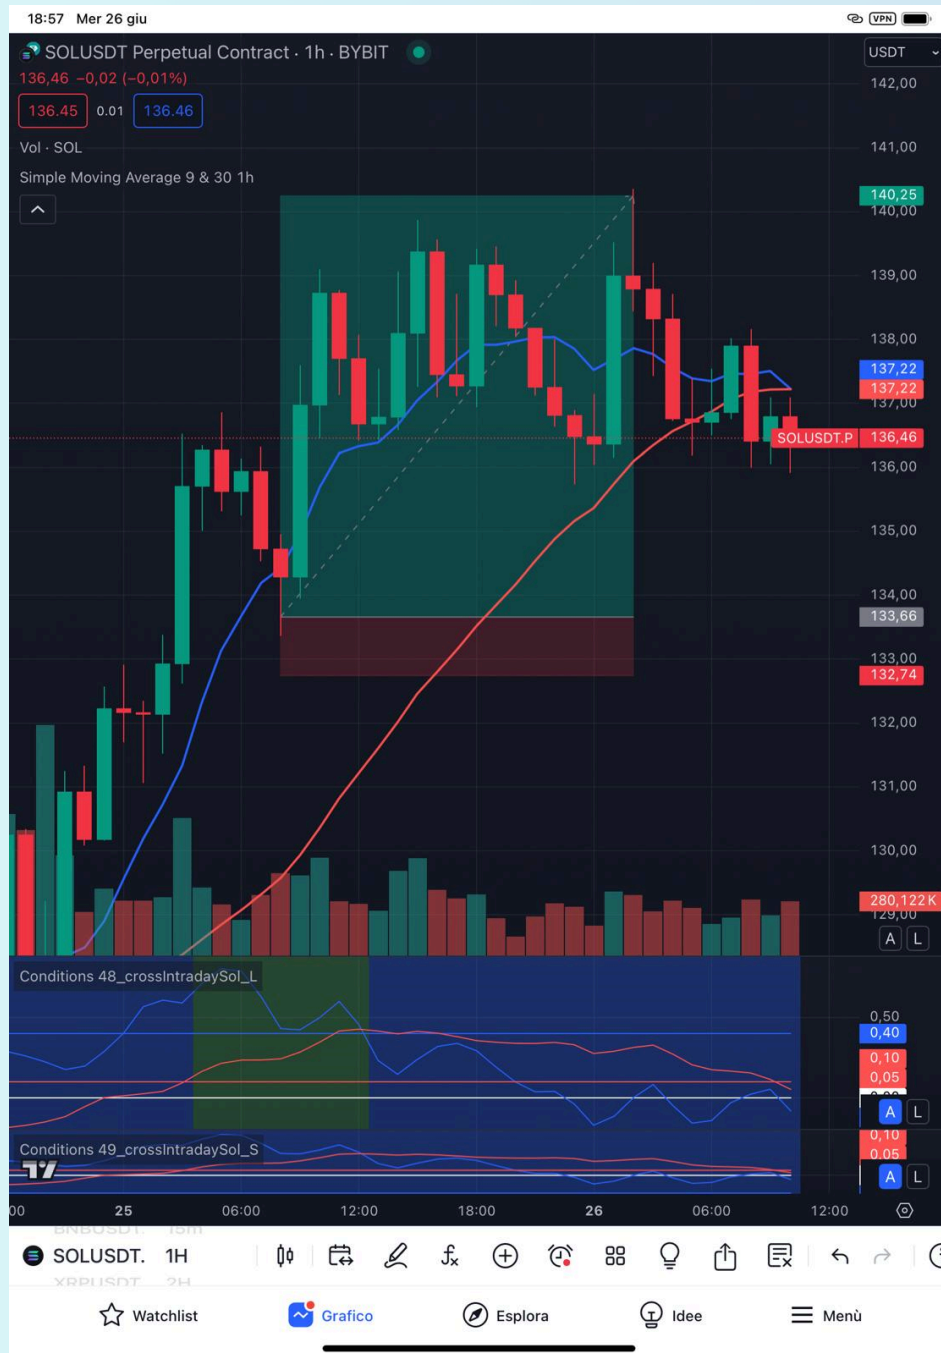 18:57 Mer 26 giu
VPN
SOLUSDT Perpetual Contract · 1h · BYBIT
USDT
136,46 −0,02 (−0,01%)
136.45 0.01 136.46
Vol · SOL
Simple Moving Average 9 & 30 1h
142,00
141,00
140,25
140,00
139,00
138,00
137,22
137,22
137,00
SOLUSDT.P 136,46
136,00
135,00
134,00
133,66
133,00
132,74
132,00
131,00
130,00
280,122 K
129,00
A L
Conditions 48_crossIntradaySol_L
0,50
0,40
0,10
0,05
A L
Conditions 49_crossIntradaySol_S
0,10
0,05
A L
00 25 06:00 12:00 18:00 26 06:00 12:00
BNBUSDT. 15m
SOLUSDT. 1H
XRPUSDT 2H
Watchlist Grafico Esplora Idee Menù